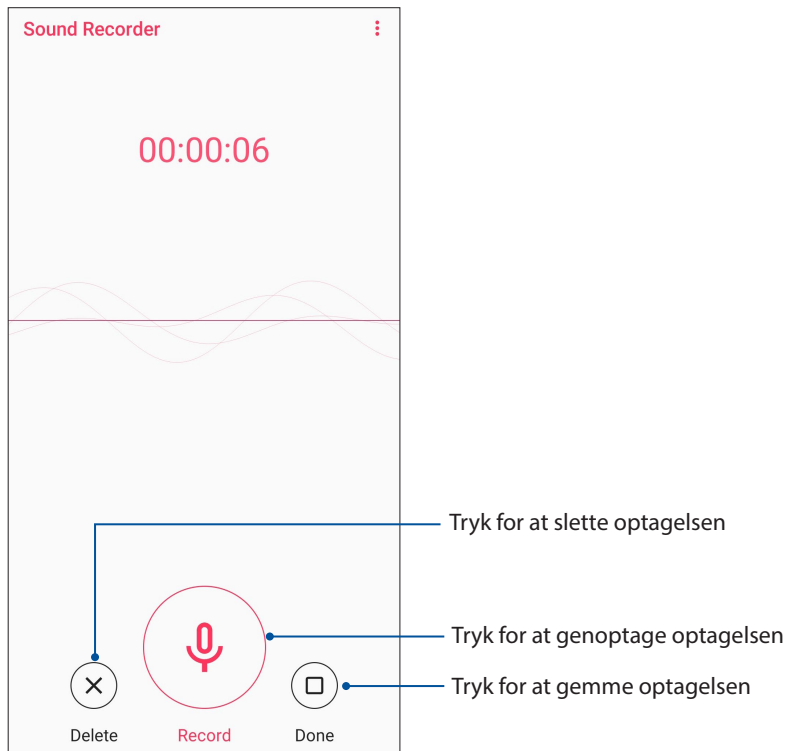 Sound Recorder
00:00:06
Tryk for at slette optagelsen
Tryk for at genoptage optagelsen
Tryk for at gemme optagelsen
Delete
Record
Done